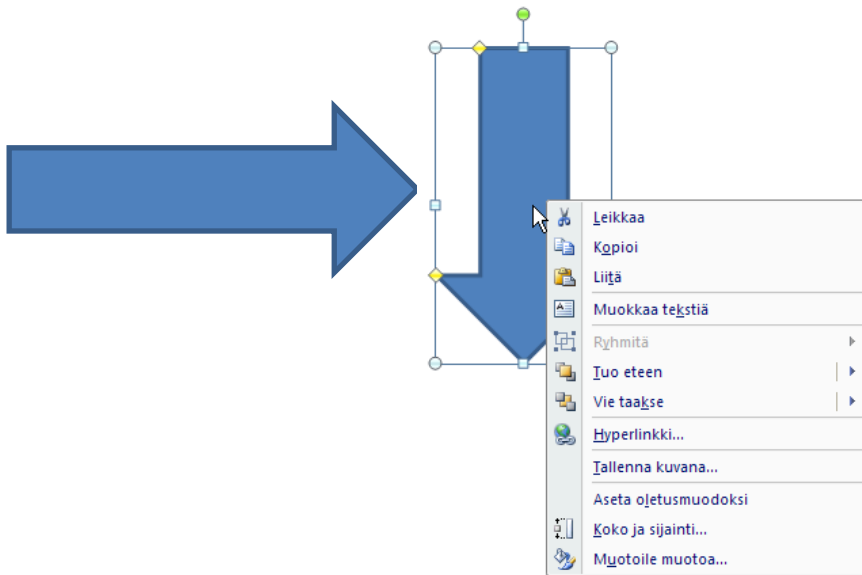 Leikkaa
Kopioi
Liitä
Muokkaa tekstiä
Ryhmitä
Tuo eteen
Vie taakse
Hyperlinkki...
Tallenna kuvana...
Aseta oletusmuodoksi
Koko ja sijainti...
Muotoile muotoa...